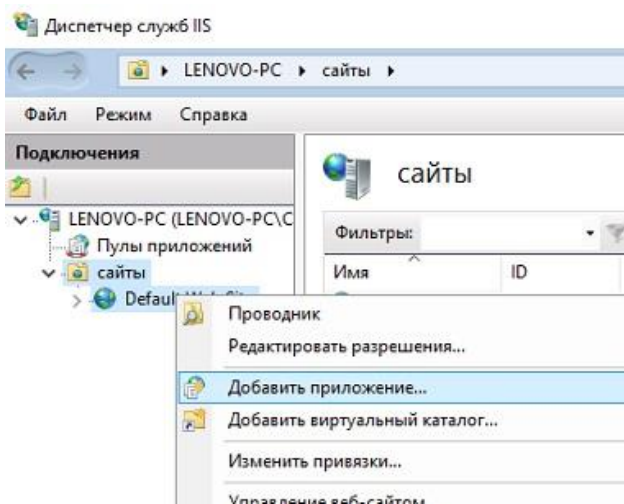 Диспетчер служб IIS
LENOVO-PC
сайты
Файл Режим Справка
Подключения
сайты
LENOVO-PC (LENOVO-PC\C
Пулы приложений
сайты
Фильтры:
Имя ID
Проводник
Редактировать разрешения...
Добавить приложение...
Добавить виртуальный каталог...
Изменить привязки...
Управление веб-сайтом